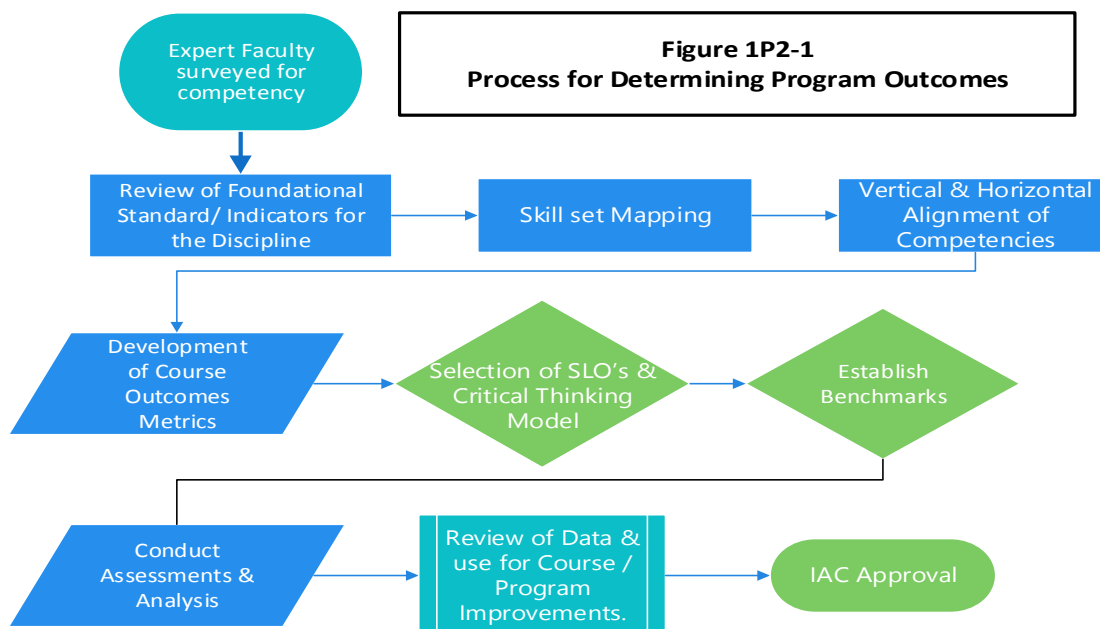 Expert Faculty
surveyed for
competency
Figure 1P2-1
Process for Determining Program Outcomes
Review of Foundational
Standard/ Indicators for
the Discipline
Skill set Mapping
Vertical & Horizontal
Alignment of
Competencies
Development
of Course
Outcomes
Metrics
Selection of SLO's &
Critical Thinking
Model
Establish
Benchmarks
Conduct
Assessments &
Analysis
Review of Data &
use for Course /
Program
Improvements.
IAC Approval